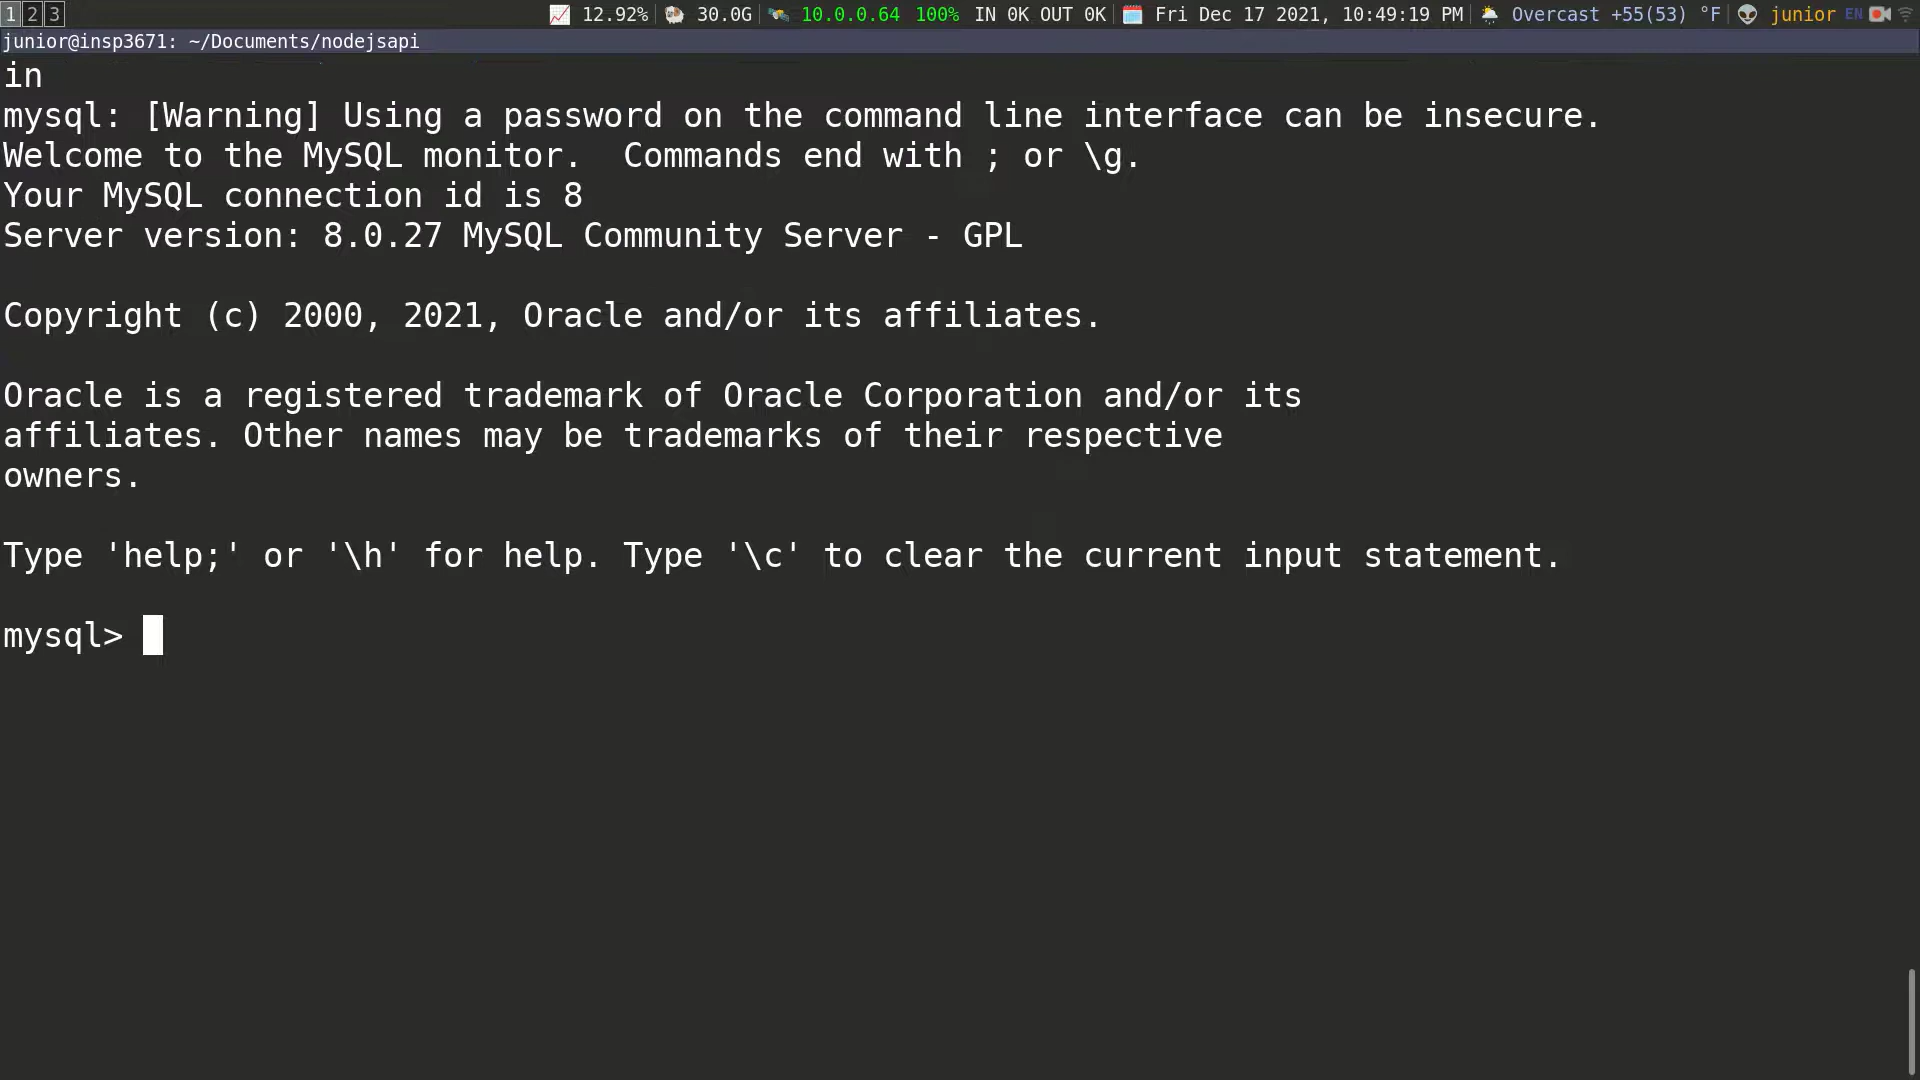 1 2 3 12.92% 30.0G 10.0.0.64 100% IN 0K OUT 0K Fri Dec 17 2021, 10:49:19 PM Overcast +55(53) °F junior EN
junior@insp3671: ~/Documents/nodejsapi
in
mysql: [Warning] Using a password on the command line interface can be insecure.
Welcome to the MySQL monitor.  Commands end with ; or \g.
Your MySQL connection id is 8
Server version: 8.0.27 MySQL Community Server - GPL
Copyright (c) 2000, 2021, Oracle and/or its affiliates.
Oracle is a registered trademark of Oracle Corporation and/or its
affiliates. Other names may be trademarks of their respective
owners.
Type 'help;' or '\h' for help. Type '\c' to clear the current input statement.
mysql>